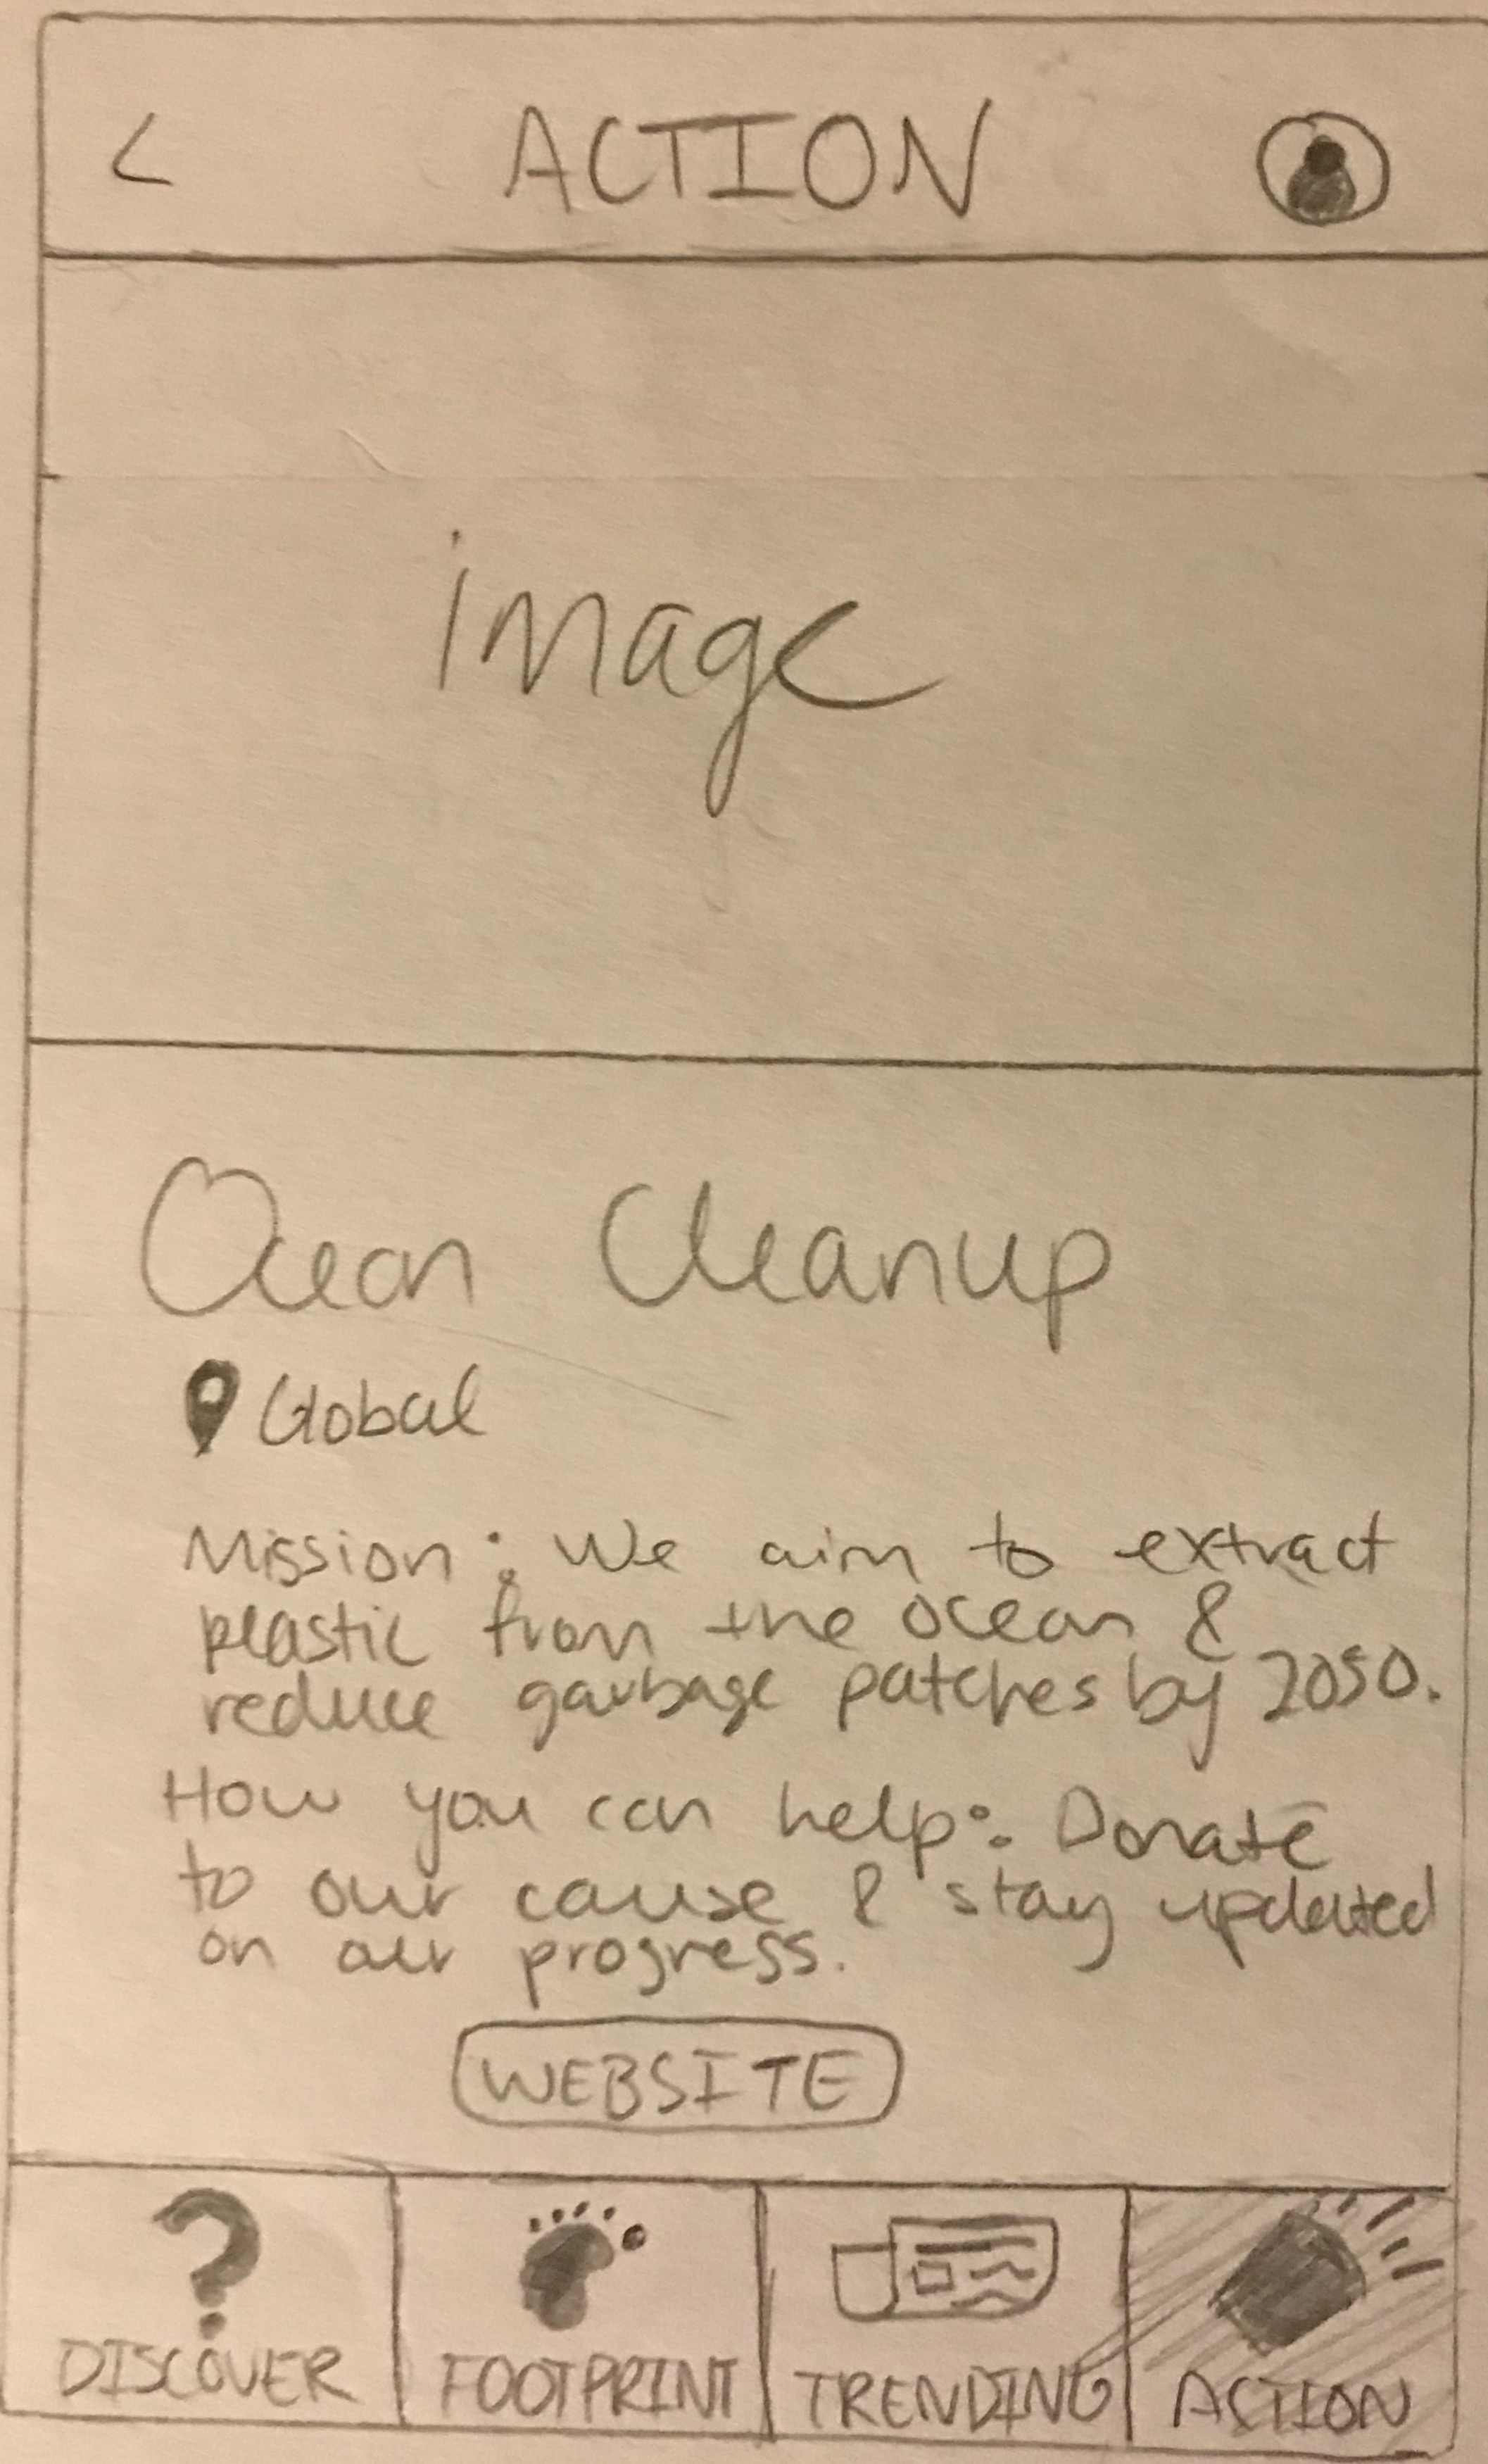 <
ACTION
image
Ocean Cleanup
Global
Mission: We aim to extract
plastic from the ocean &
reduce garbage patches by 2050.
How you can help: Donate
to our cause & stay updated
on our progress.
WEBSITE
?
DISCOVER FOOTPRINT TRENDING ACTION